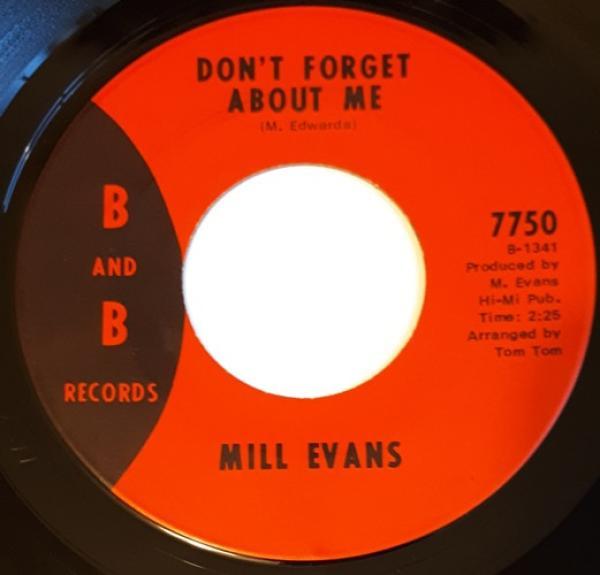 DON'T FORGET
ABOUT ME
(M. Edwards)
B
AND
B
RECORDS
7750
B-1341
Produced by
M. Evans
Hi-Mi Pub.
Time: 2:25
Arranged by
Tom Tom
MILL EVANS